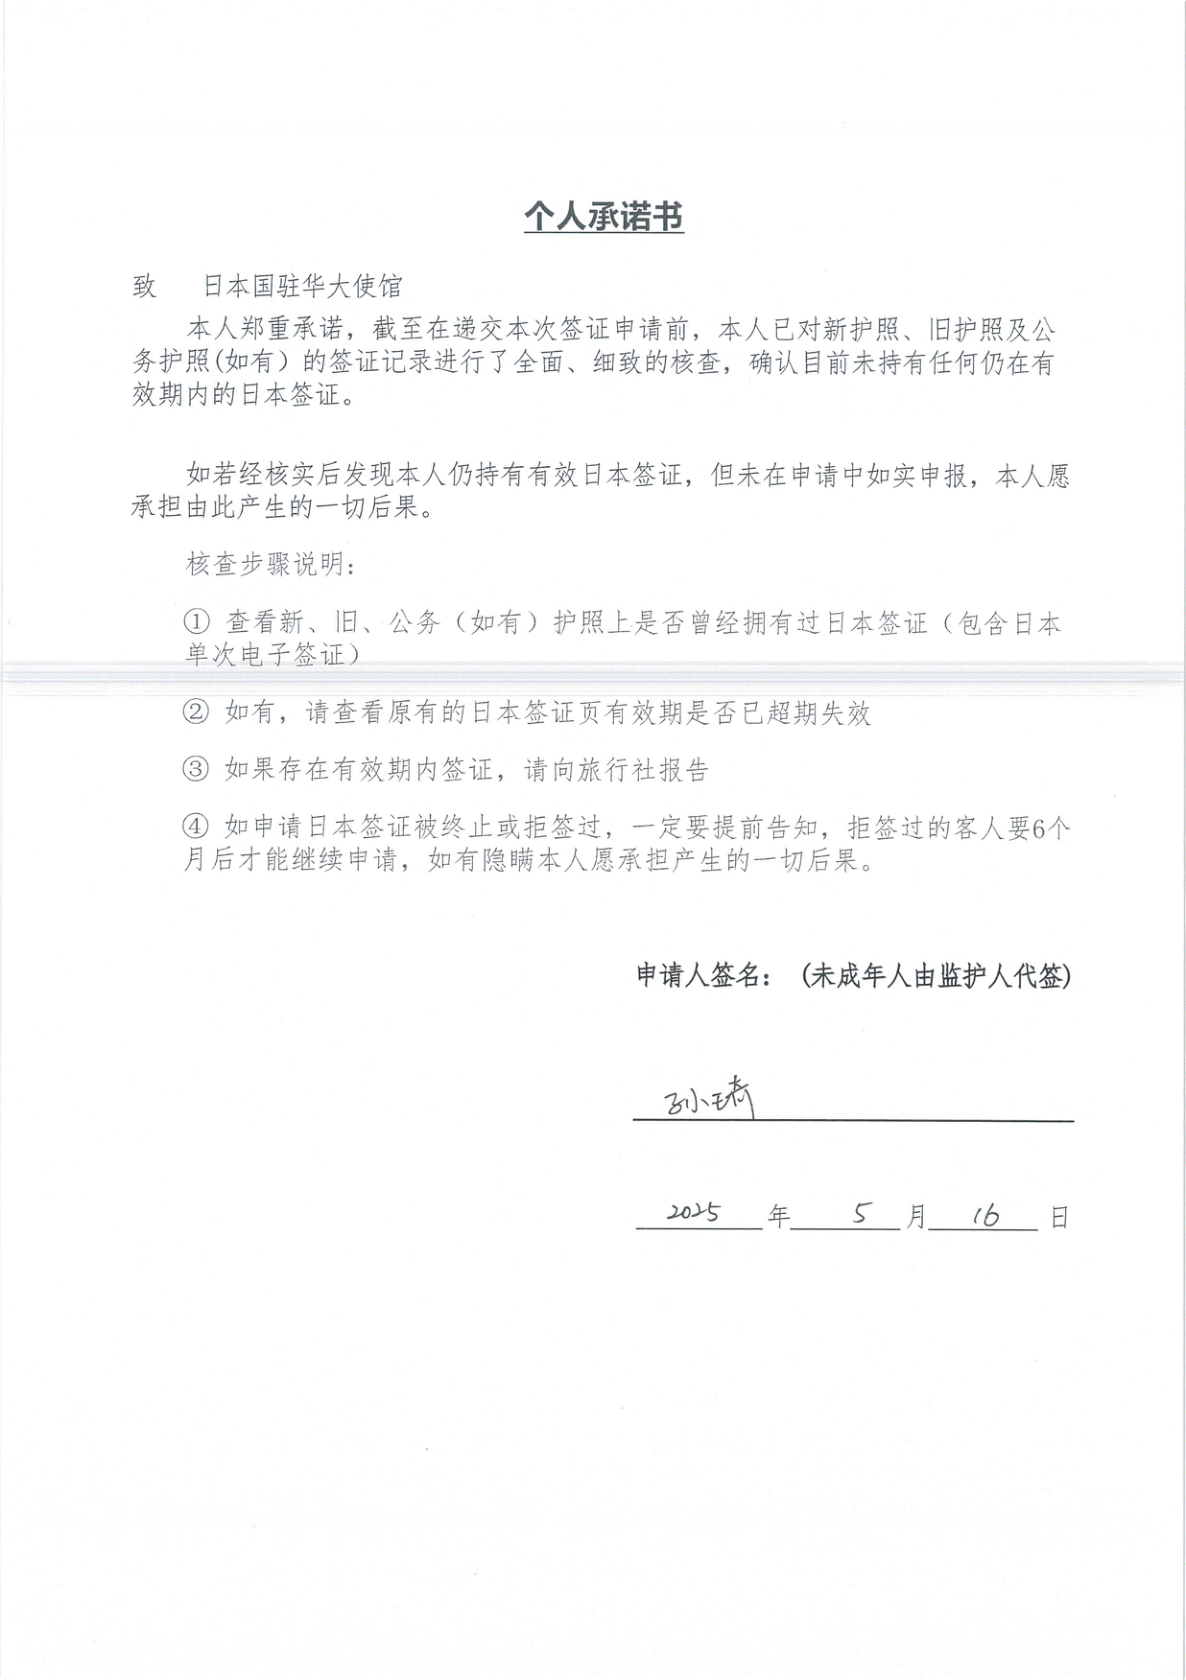 个人承诺书
致 日本国驻华大使馆
本人郑重承诺，截至在递交本次签证申请前，本人已对新护照、旧护照及公
务护照(如有）的签证记录进行了全面、细致的核查，确认目前未持有任何仍在有
效期内的日本签证。
如若经核实后发现本人仍持有有效日本签证，但未在申请中如实申报，本人愿
承担由此产生的一切后果。
核查步骤说明：
① 查看新、旧、公务（如有）护照上是否曾经拥有过日本签证（包含日本
单次电子签证）
② 如有，请查看原有的日本签证页有效期是否已超期失效
③ 如果存在有效期内签证，请向旅行社报告
④ 如申请日本签证被终止或拒签过，一定要提前告知，拒签过的客人要6个
月后才能继续申请，如有隐瞒本人愿承担产生的一切后果。
申请人签名： (未成年人由监护人代签)
孙小琦
2025 年 5 月 16 日